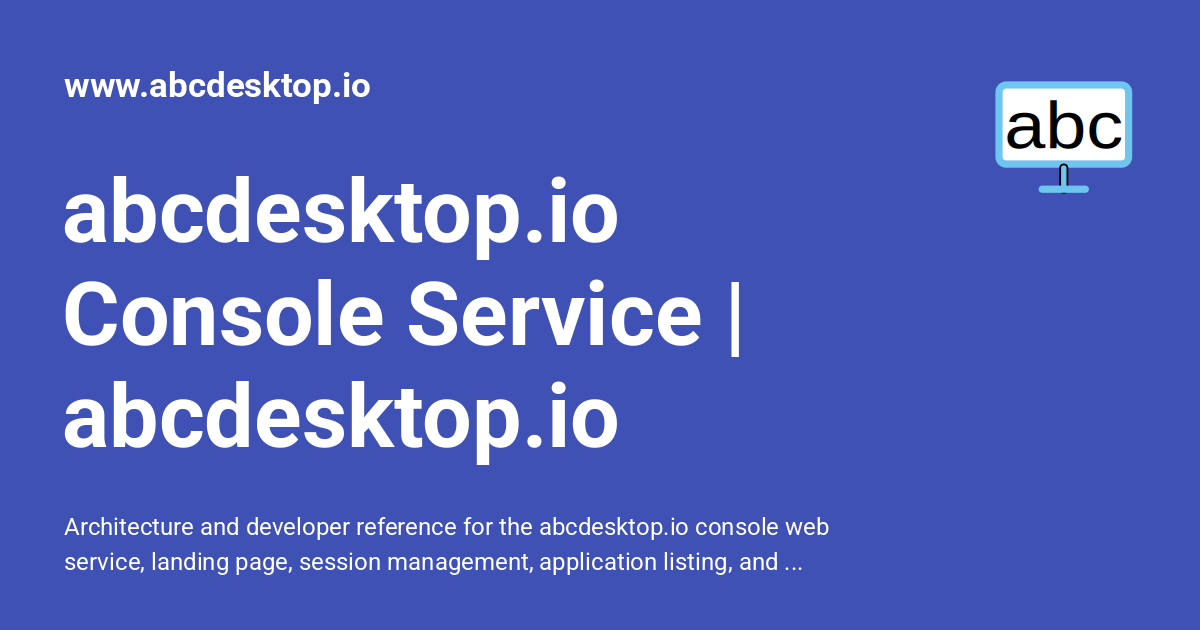 www.abcdesktop.io
abc
abcdesktop.io
Console Service |
abcdesktop.io
Architecture and developer reference for the abcdesktop.io console web
service, landing page, session management, application listing, and ...